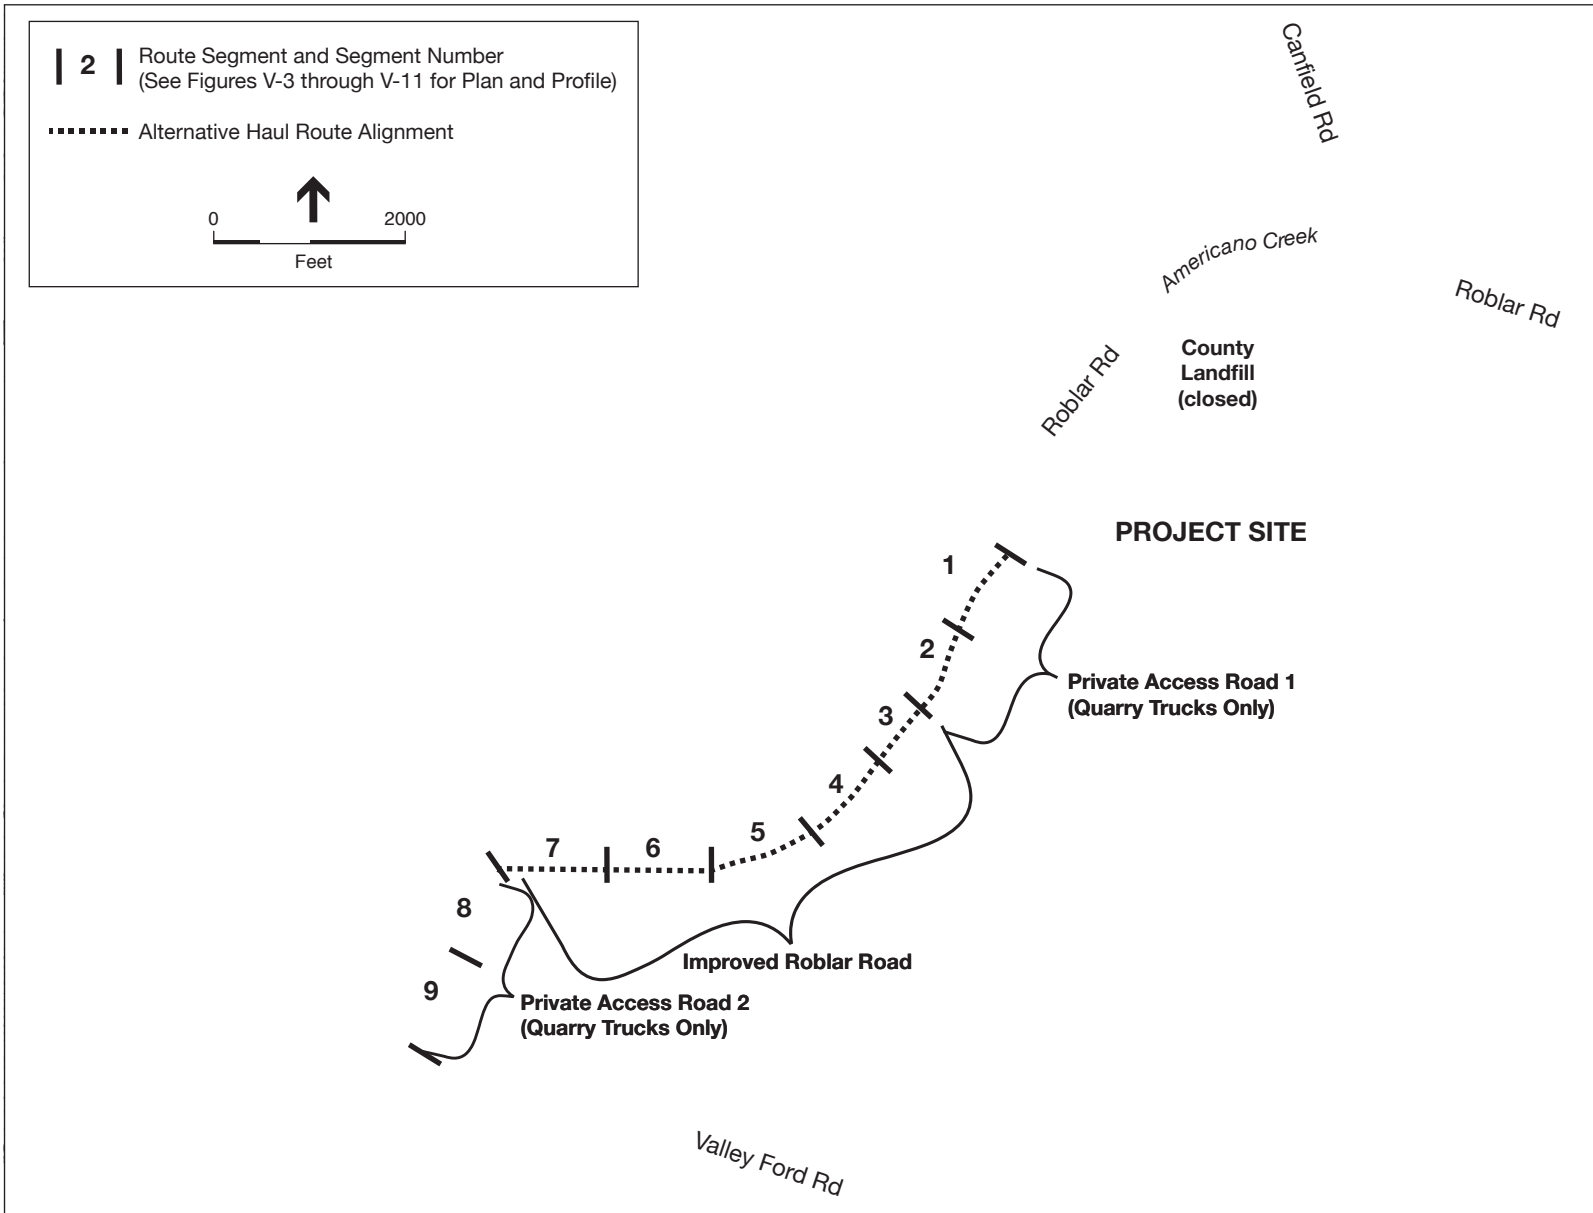 2 Route Segment and Segment Number
(See Figures V-3 through V-11 for Plan and Profile)
Alternative Haul Route Alignment
0 2000
Feet
Canfield Rd
Americano Creek
Roblar Rd
Roblar Rd
County
Landfill
(closed)
PROJECT SITE
1
2
Private Access Road 1
(Quarry Trucks Only)
3
4
5
6
7
8
Improved Roblar Road
9
Private Access Road 2
(Quarry Trucks Only)
Valley Ford Rd